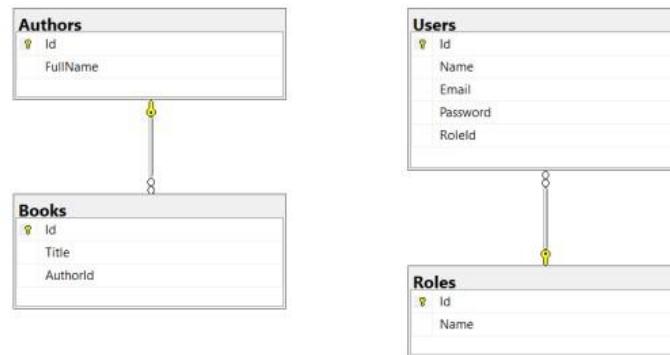 Authors
Id
FullName
Books
Id
Title
AuthorId
Users
Id
Name
Email
Password
RoleId
Roles
Id
Name